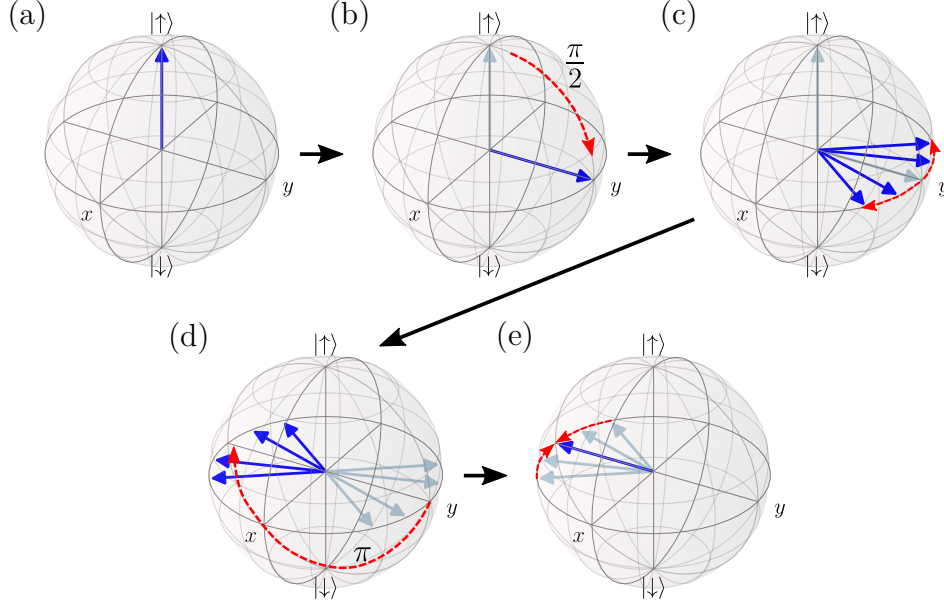 (a)
|↑⟩
x
y
|↓⟩
(b)
|↑⟩
π/2
x
y
|↓⟩
(c)
|↑⟩
x
y
|↓⟩
(d)
|↑⟩
x
y
π
|↓⟩
(e)
|↑⟩
x
y
|↓⟩